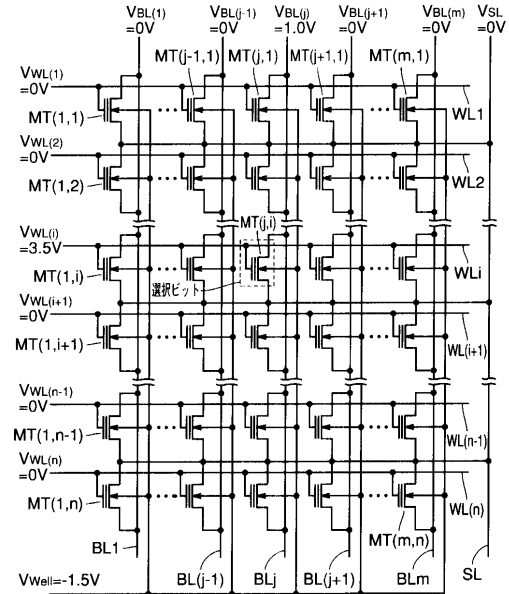 VBL(1) VBL(j-1) VBL(j) VBL(j+1) VBL(m) VSL
=0V =0V =1.0V =0V =0V =0V
MT(j-1,1) MT(j,1) MT(j+1,1) MT(m,1)
VWL(1)
=0V
WL1
MT(1,1)
VWL(2)
=0V
WL2
MT(1,2)
VWL(i)
=3.5V
MT(j,i)
WLi
MT(1,i)
選択ビット
VWL(i+1)
=0V
WL(i+1)
MT(1,i+1)
VWL(n-1)
=0V
WL(n-1)
MT(1,n-1)
VWL(n)
=0V
WL(n)
MT(1,n)
MT(m,n)
BL1 BL(j-1) BLj BL(j+1) BLm SL
VWell=-1.5V